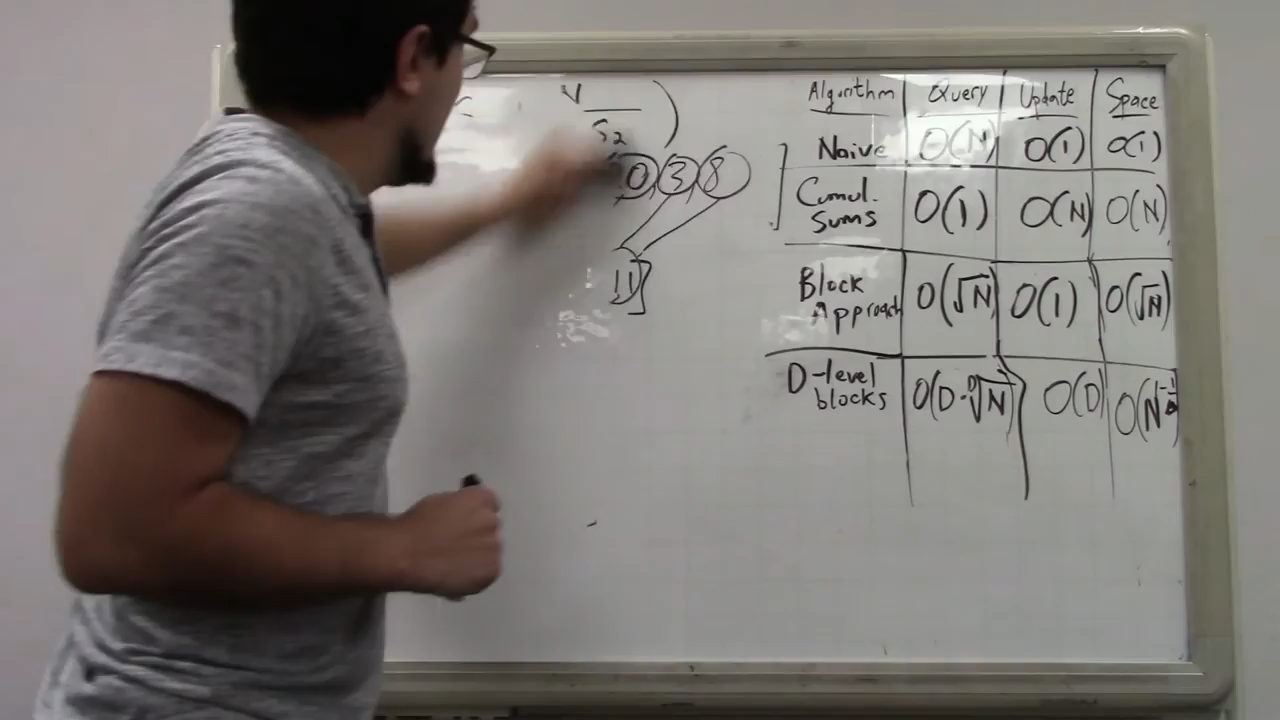 S2
0 3 8
11]
Algorithm Query Update Space
Naive O(N) O(1) O(1)
Cumul. Sums O(1) O(N) O(N)
Block Approach O(√N) O(1) O(√N)
D-level blocks O(D·ᴰ√N) O(D)